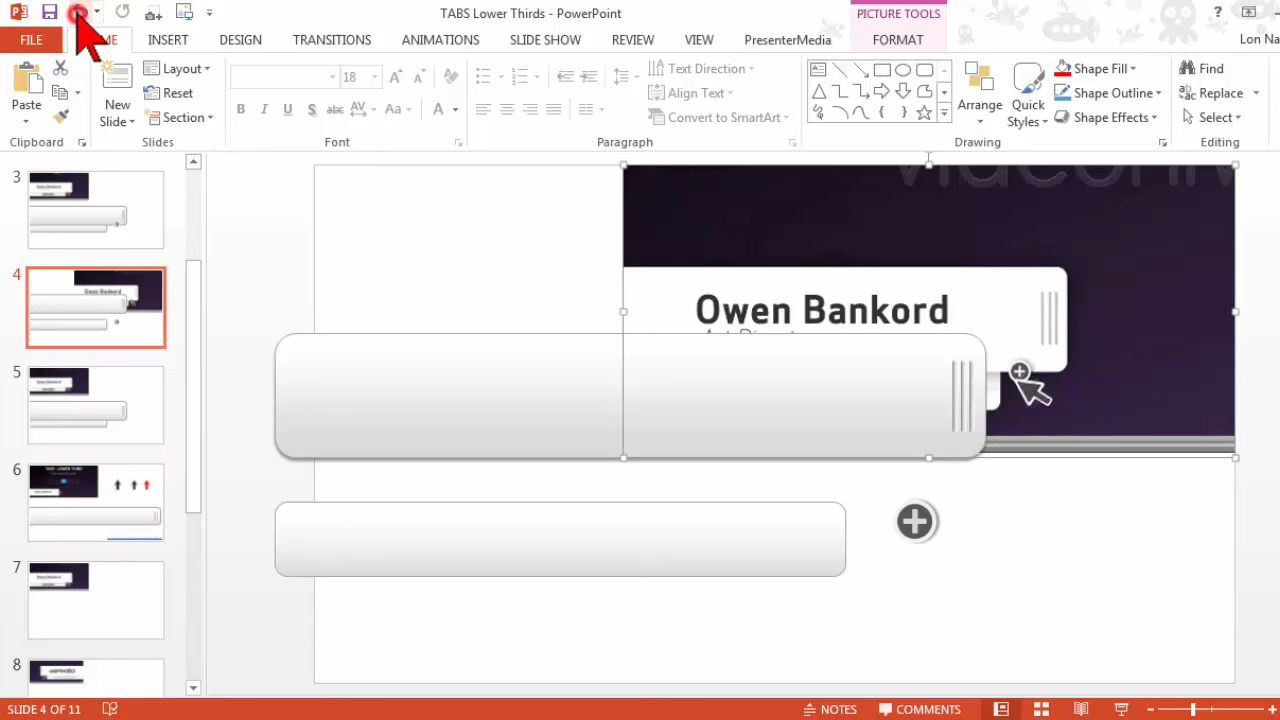 TABS Lower Thirds - PowerPoint
PICTURE TOOLS
?
FILE
INSERT
DESIGN
TRANSITIONS
ANIMATIONS
SLIDE SHOW
REVIEW
VIEW
PresenterMedia
FORMAT
Lon Na
Paste
New
Slide
Layout
Reset
Section
18
B I U S abc AV Aa A
Text Direction
Align Text
Convert to SmartArt
Arrange
Quick
Styles
Shape Fill
Shape Outline
Shape Effects
Find
Replace
Select
Clipboard
Slides
Font
Paragraph
Drawing
Editing
3
4
5
6
7
8
Owen Bankord
SLIDE 4 OF 11
NOTES
COMMENTS